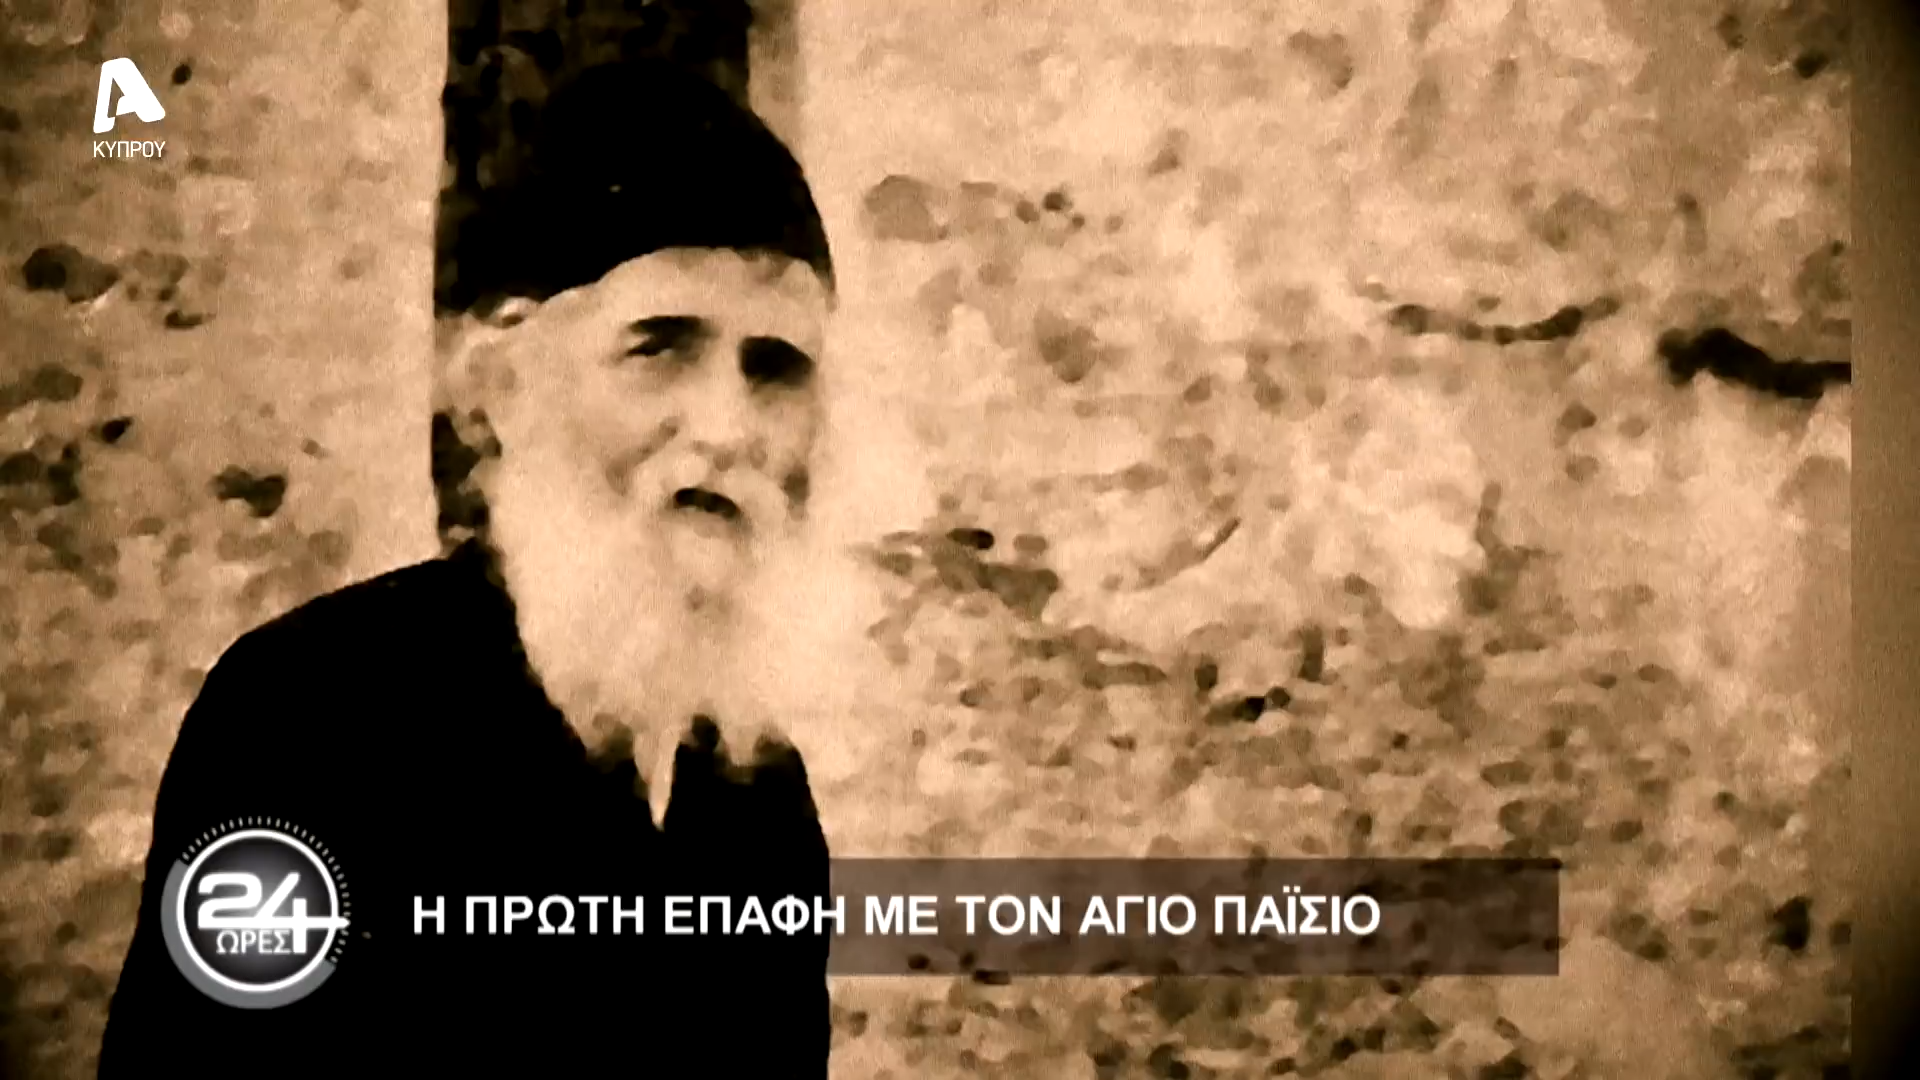 Α
ΚΥΠΡΟΥ
24
ΩΡΕΣ
Η ΠΡΩΤΗ ΕΠΑΦΗ ΜΕ ΤΟΝ ΑΓΙΟ ΠΑΪΣΙΟ